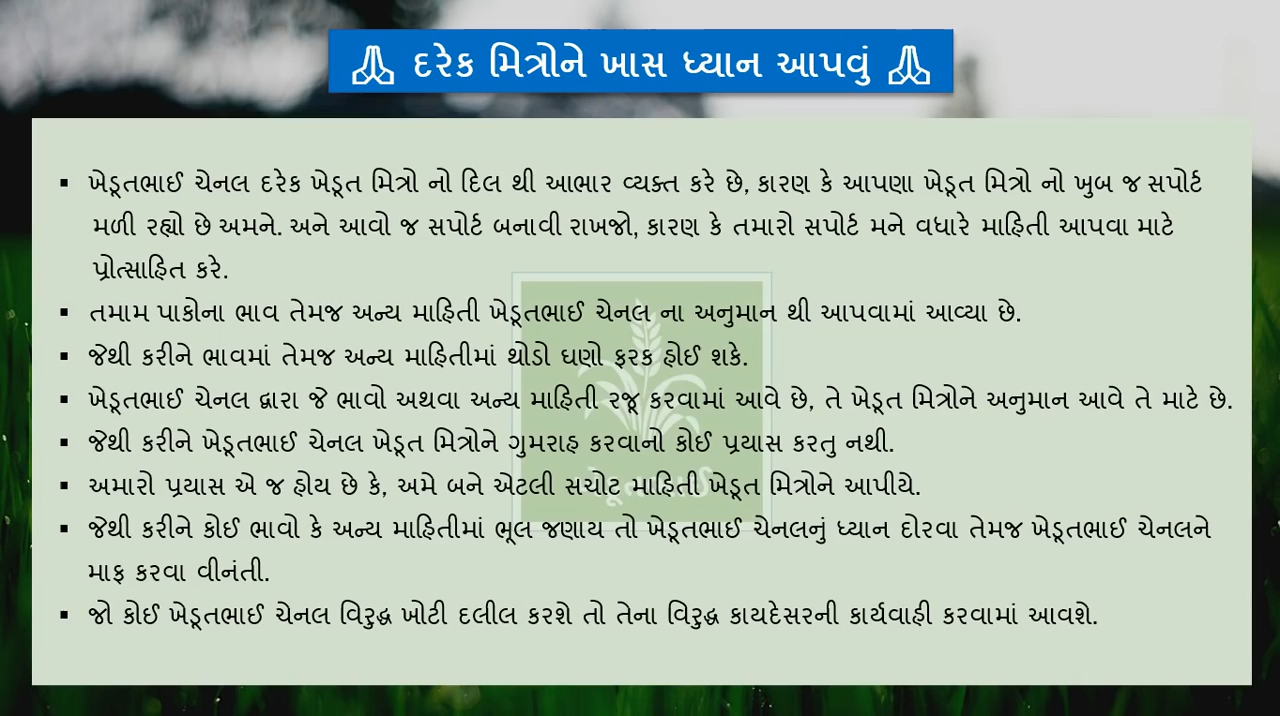 🙏 દરેક મિત્રોને ખાસ ધ્યાન આપવું 🙏
▪ ખેડૂતભાઈ ચેનલ દરેક ખેડૂત મિત્રો નો દિલ થી આભાર વ્યક્ત કરે છે, કારણ કે આપણા ખેડૂત મિત્રો નો ખુબ જ સપોર્ટ
મળી રહ્યો છે અમને. અને આવો જ સપોર્ટ બનાવી રાખજો, કારણ કે તમારો સપોર્ટ મને વધારે માહિતી આપવા માટે
પ્રોત્સાહિત કરે.
▪ તમામ પાકોના ભાવ તેમજ અન્ય માહિતી ખેડૂતભાઈ ચેનલ ના અનુમાન થી આપવામાં આવ્યા છે.
▪ જેથી કરીને ભાવમાં તેમજ અન્ય માહિતીમાં થોડો ઘણો ફરક હોઈ શકે.
▪ ખેડૂતભાઈ ચેનલ દ્વારા જે ભાવો અથવા અન્ય માહિતી રજૂ કરવામાં આવે છે, તે ખેડૂત મિત્રોને અનુમાન આવે તે માટે છે.
▪ જેથી કરીને ખેડૂતભાઈ ચેનલ ખેડૂત મિત્રોને ગુમરાહ કરવાનો કોઈ પ્રયાસ કરતુ નથી.
▪ અમારો પ્રયાસ એ જ હોય છે કે, અમે બને એટલી સચોટ માહિતી ખેડૂત મિત્રોને આપીયે.
▪ જેથી કરીને કોઈ ભાવો કે અન્ય માહિતીમાં ભૂલ જણાય તો ખેડૂતભાઈ ચેનલનું ધ્યાન દોરવા તેમજ ખેડૂતભાઈ ચેનલને
માફ કરવા વીનંતી.
▪ જો કોઈ ખેડૂતભાઈ ચેનલ વિરુદ્ધ ખોટી દલીલ કરશે તો તેના વિરુદ્ધ કાયદેસરની કાર્યવાહી કરવામાં આવશે.